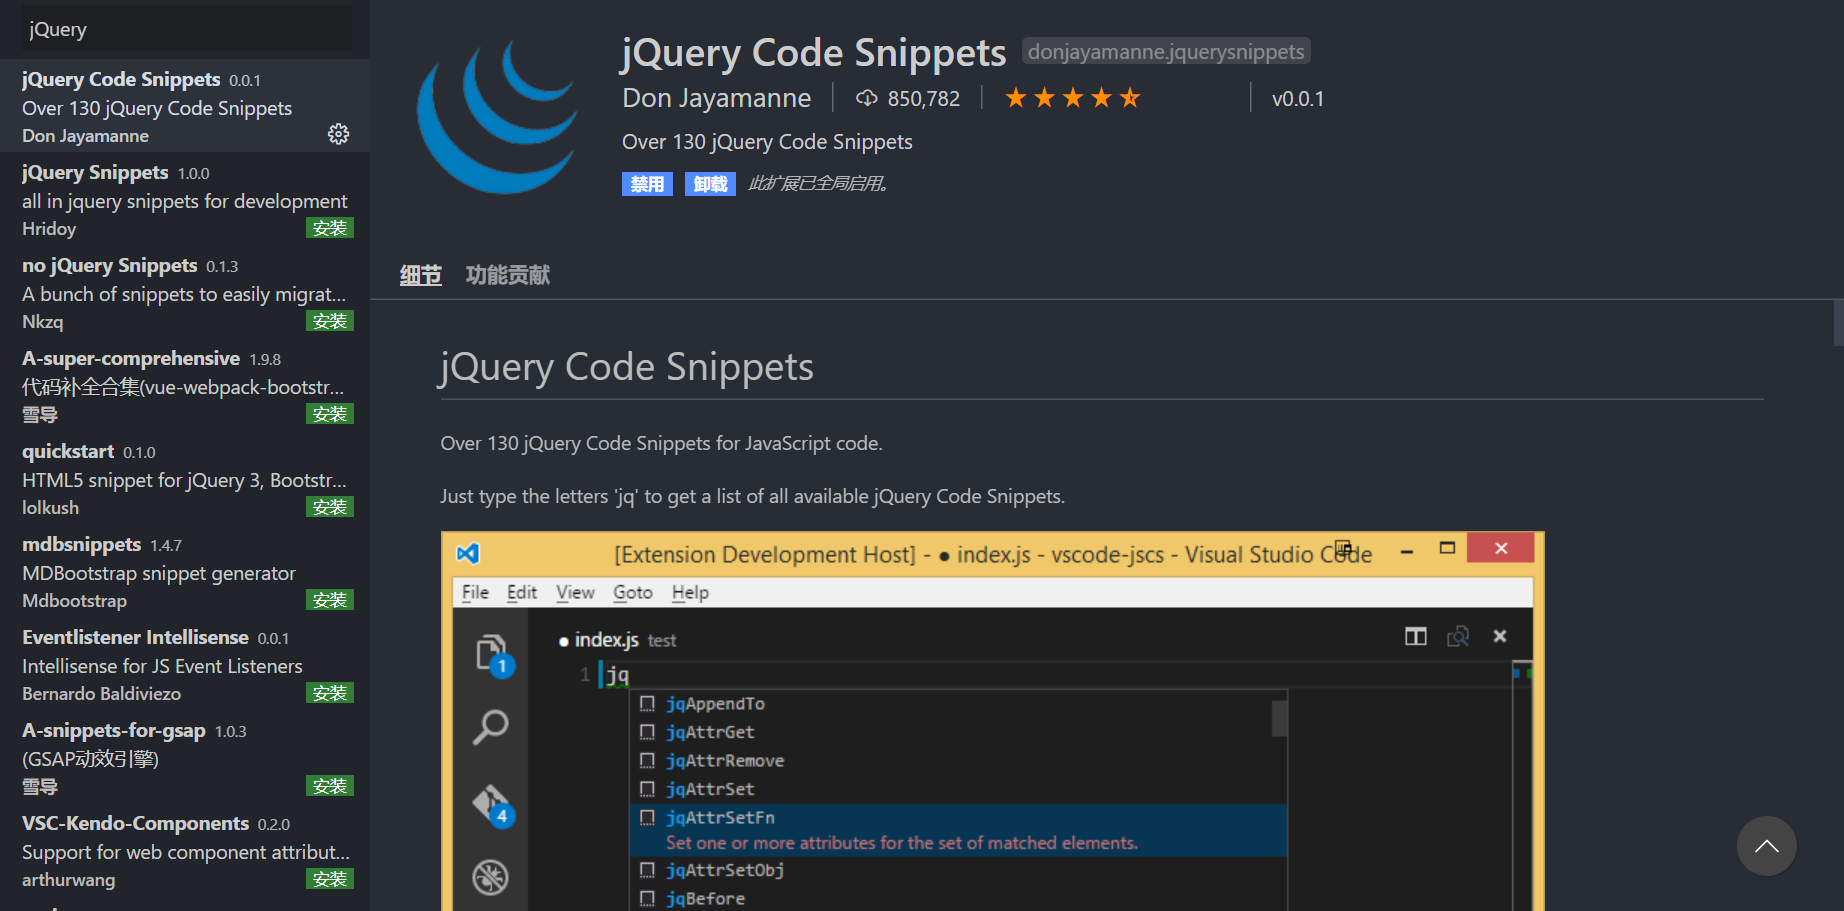 jQuery
jQuery Code Snippets 0.0.1
Over 130 jQuery Code Snippets
Don Jayamanne
jQuery Snippets 1.0.0
all in jquery snippets for development
Hridoy 安装
no jQuery Snippets 0.1.3
A bunch of snippets to easily migrat...
Nkzq 安装
A-super-comprehensive 1.9.8
代码补全合集(vue-webpack-bootstr...
雪导 安装
quickstart 0.1.0
HTML5 snippet for jQuery 3, Bootstr...
lolkush 安装
mdbsnippets 1.4.7
MDBootstrap snippet generator
Mdbootstrap 安装
Eventlistener Intellisense 0.0.1
Intellisense for JS Event Listeners
Bernardo Baldiviezo 安装
A-snippets-for-gsap 1.0.3
(GSAP动效引擎)
雪导 安装
VSC-Kendo-Components 0.2.0
Support for web component attribut...
arthurwang 安装
jQuery Code Snippets donjayamanne.jquerysnippets
Don Jayamanne 850,782 v0.0.1
Over 130 jQuery Code Snippets
禁用 卸载 此扩展已全局启用。
细节 功能贡献
jQuery Code Snippets
Over 130 jQuery Code Snippets for JavaScript code.
Just type the letters 'jq' to get a list of all available jQuery Code Snippets.
[Extension Development Host] - ● index.js - vscode-jscs - Visual Studio Code
File Edit View Goto Help
● index.js test
1 jq
1
jqAppendTo
jqAttrGet
jqAttrRemove
jqAttrSet
4
jqAttrSetFn
Set one or more attributes for the set of matched elements.
jqAttrSetObj
jqBefore